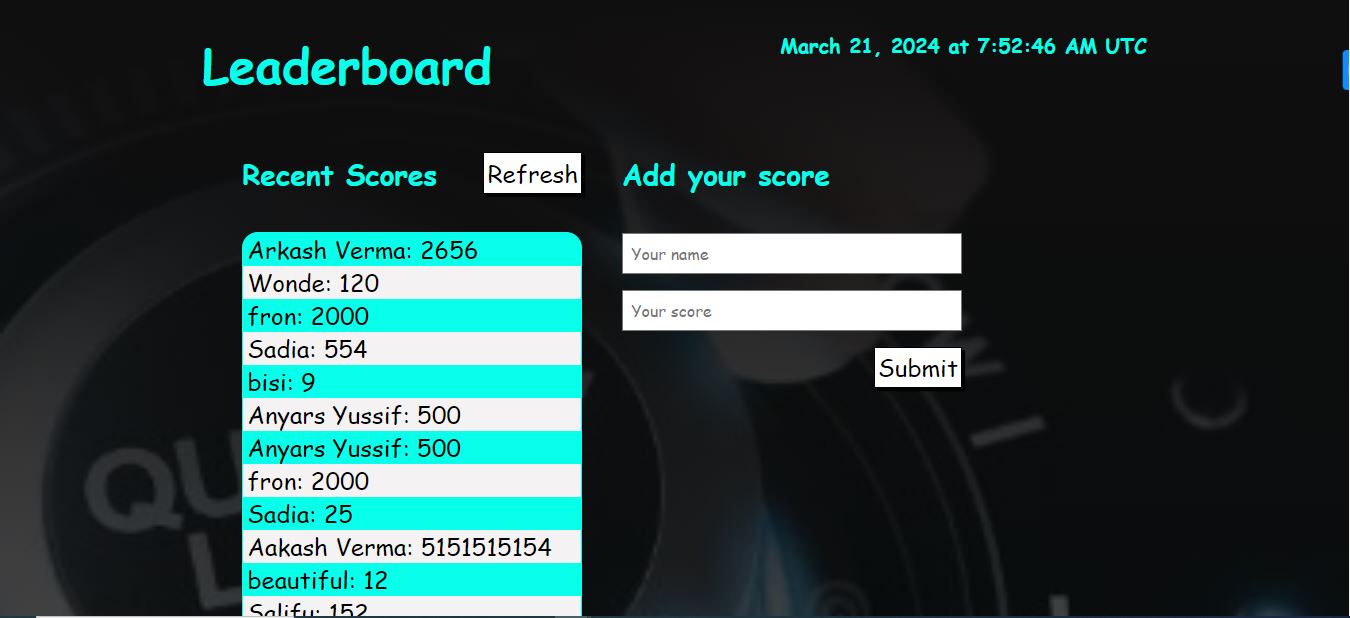 Leaderboard
March 21, 2024 at 7:52:46 AM UTC
Recent Scores
Refresh
Arkash Verma: 2656
Wonde: 120
fron: 2000
Sadia: 554
bisi: 9
Anyars Yussif: 500
Anyars Yussif: 500
fron: 2000
Sadia: 25
Aakash Verma: 5151515154
beautiful: 12
Salifu: 152
Add your score
Your name
Your score
Submit
QU
L